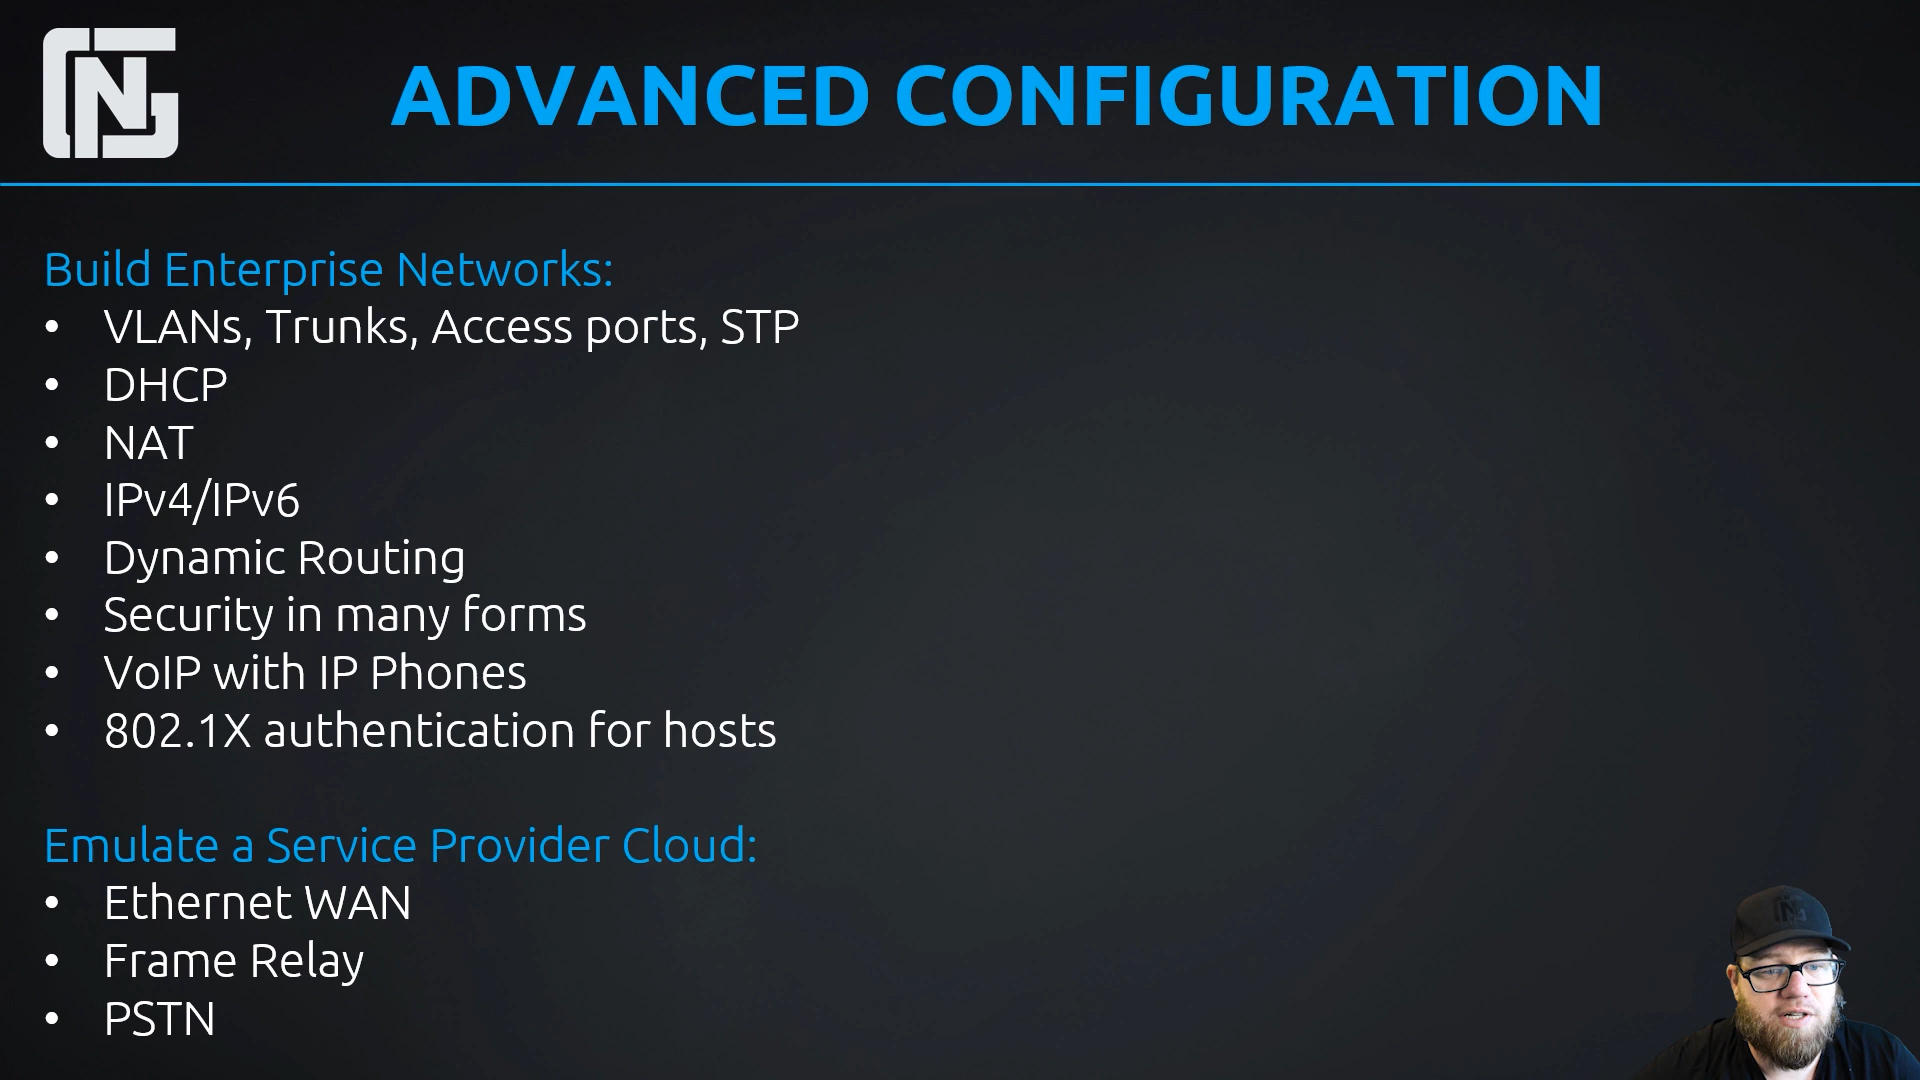 ADVANCED CONFIGURATION
Build Enterprise Networks:
• VLANs, Trunks, Access ports, STP
• DHCP
• NAT
• IPv4/IPv6
• Dynamic Routing
• Security in many forms
• VoIP with IP Phones
• 802.1X authentication for hosts
Emulate a Service Provider Cloud:
• Ethernet WAN
• Frame Relay
• PSTN